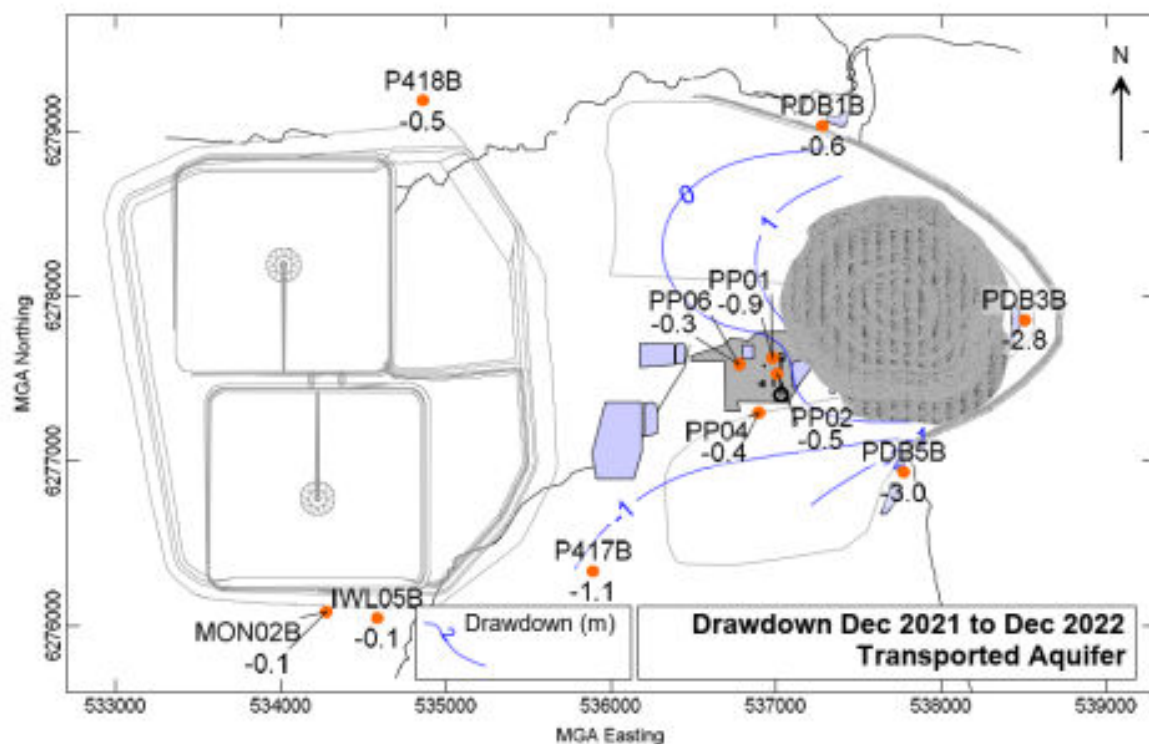 N
P418B
-0.5
PDB1B
-0.6
0
1
PP01
-0.9
PP06
-0.3
PDB3B
-2.8
PP04
-0.4
PP02
-0.5
0
-1
PDB5B
-3.0
-1
P417B
-1.1
IWL05B
-0.1
MON02B
-0.1
2
Drawdown (m)
Drawdown Dec 2021 to Dec 2022
Transported Aquifer
MGA Northing
6279000
6278000
6277000
6276000
533000 534000 535000 536000 537000 538000 539000
MGA Easting